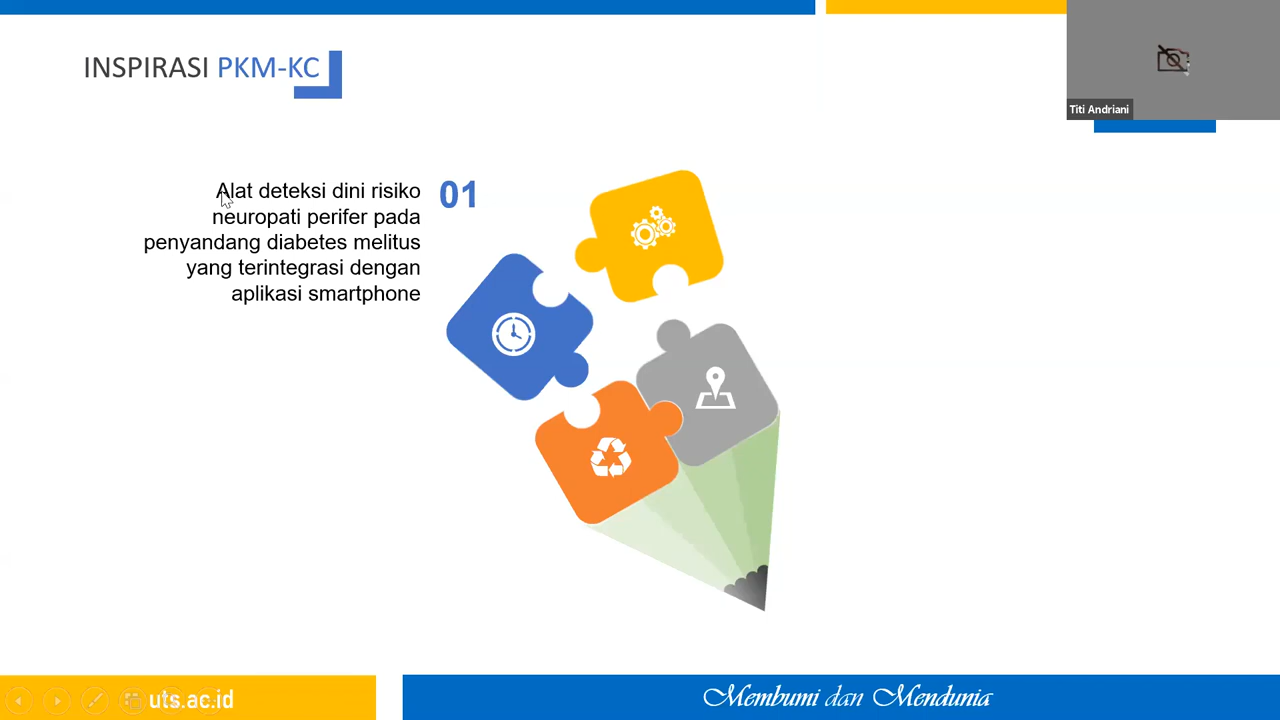 INSPIRASI PKM-KC
Titi Andriani
Alat deteksi dini risiko
neuropati perifer pada
penyandang diabetes melitus
yang terintegrasi dengan
aplikasi smartphone
01
uts.ac.id
Membumi dan Mendunia